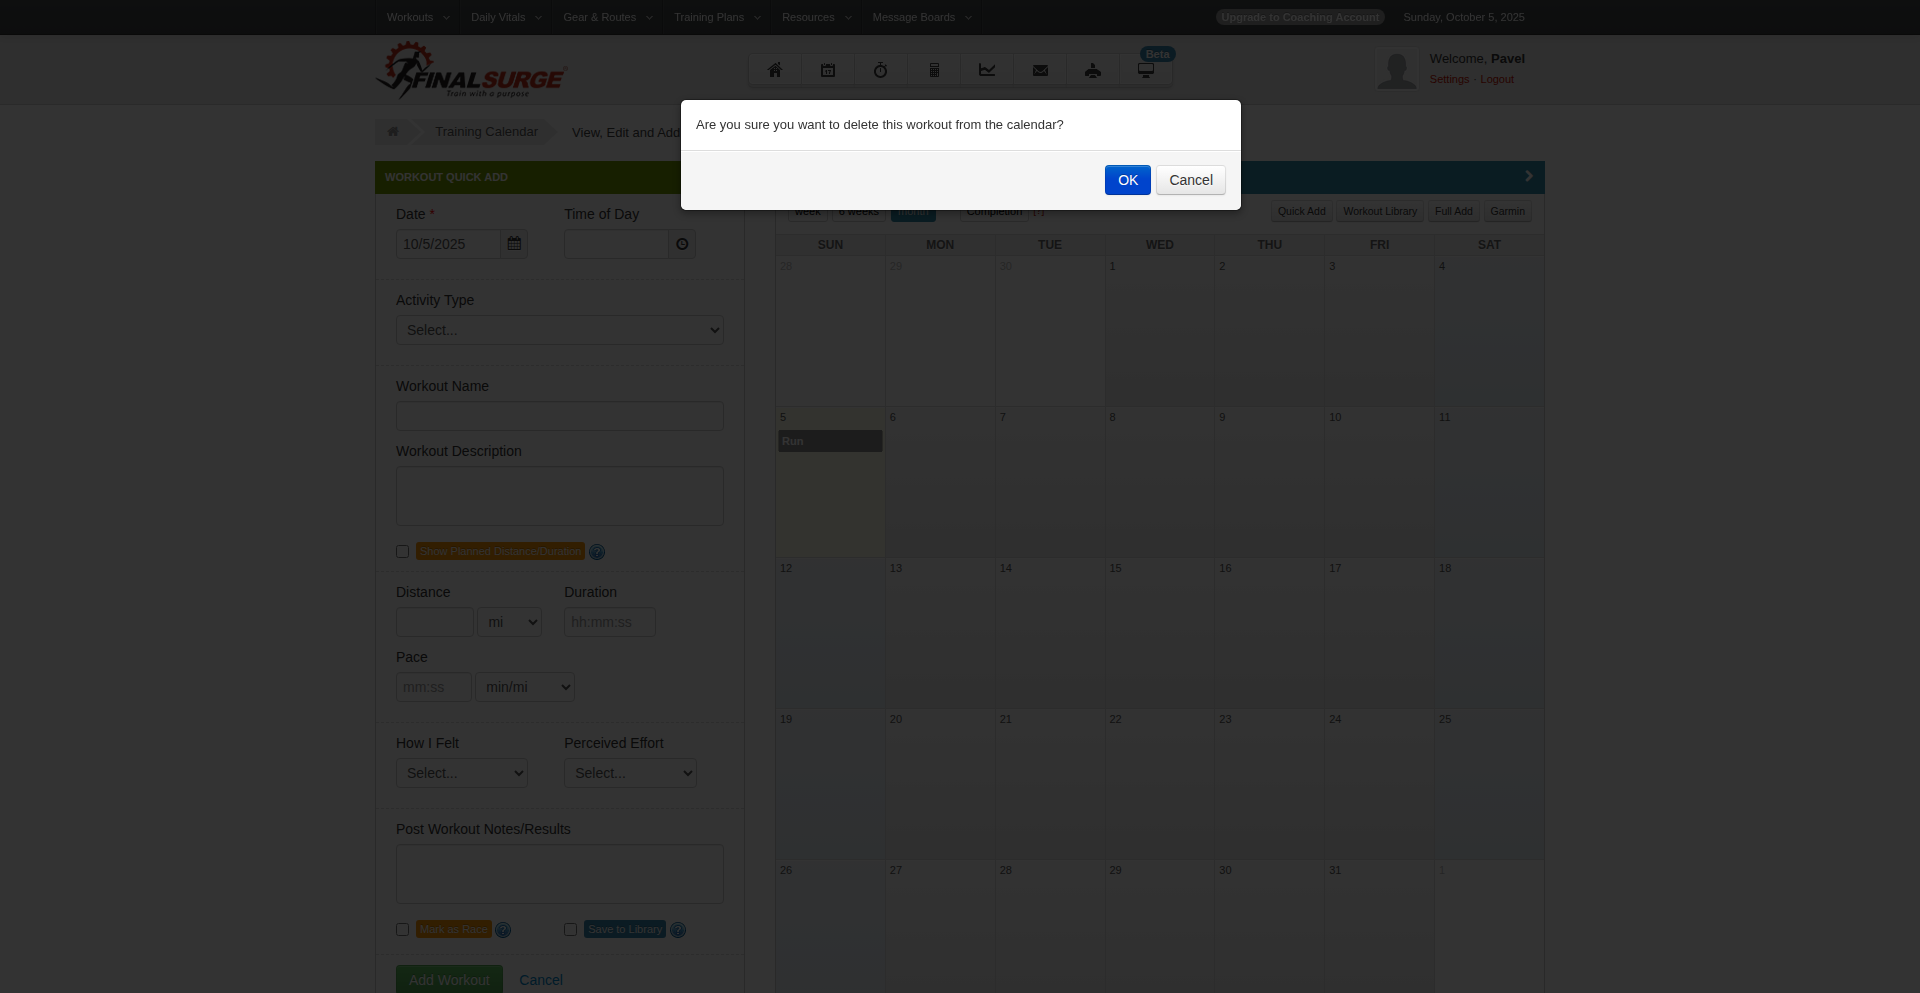 Workouts Daily Vitals Gear & Routes Training Plans Resources Message Boards Upgrade to Coaching Account Sunday, October 5, 2025
Beta
FINALSURGE
Train with a purpose
Welcome, Pavel
Settings · Logout
Are you sure you want to delete this workout from the calendar?
OK Cancel
Training Calendar View, Edit and Add
WORKOUT QUICK ADD
Date * Time of Day
10/5/2025
Activity Type
Select...
Workout Name
Workout Description
Show Planned Distance/Duration ?
Distance Duration
mi hh:mm:ss
Pace
mm:ss min/mi
How I Felt Perceived Effort
Select... Select...
Post Workout Notes/Results
Mark as Race ? Save to Library ?
Add Workout Cancel
week 6 weeks month Completion [?] Quick Add Workout Library Full Add Garmin
SUN MON TUE WED THU FRI SAT
28 29 30 1 2 3 4
5 6 7 8 9 10 11
Run
12 13 14 15 16 17 18
19 20 21 22 23 24 25
26 27 28 29 30 31 1